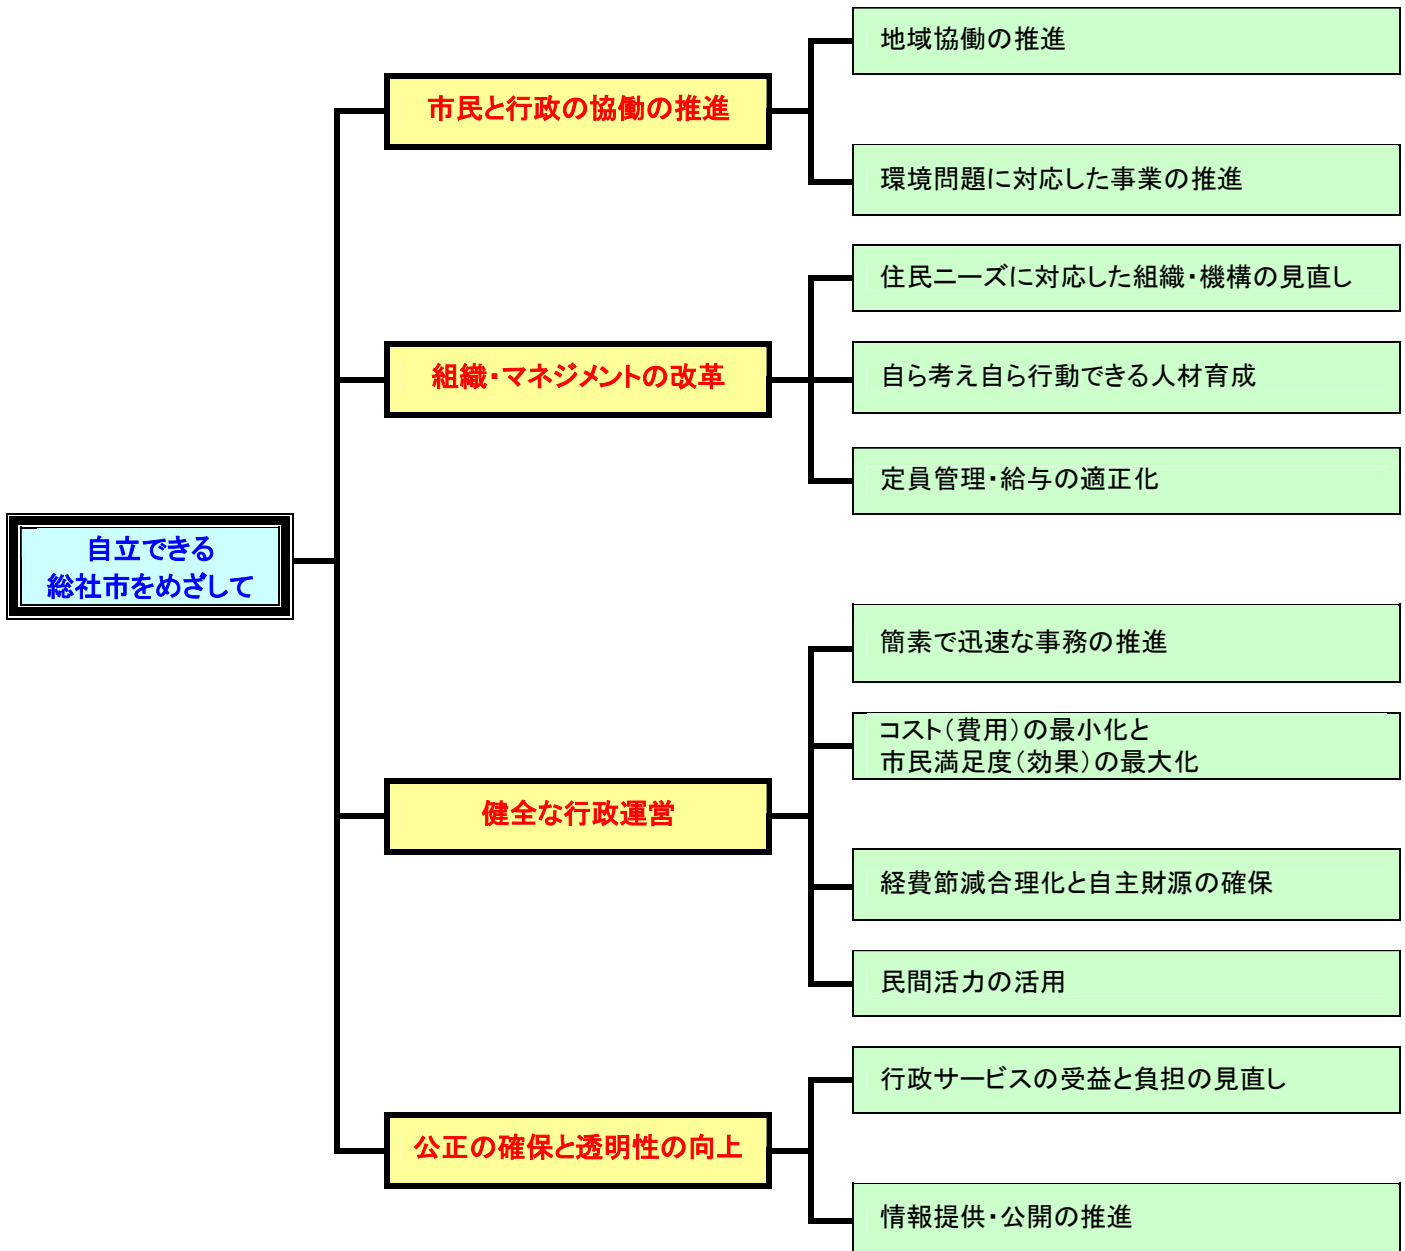 自立できる
総社市をめざして
市民と行政の協働の推進
地域協働の推進
環境問題に対応した事業の推進
組織・マネジメントの改革
住民ニーズに対応した組織・機構の見直し
自ら考え自ら行動できる人材育成
定員管理・給与の適正化
健全な行政運営
簡素で迅速な事務の推進
コスト（費用）の最小化と
市民満足度（効果）の最大化
経費節減合理化と自主財源の確保
民間活力の活用
公正の確保と透明性の向上
行政サービスの受益と負担の見直し
情報提供・公開の推進